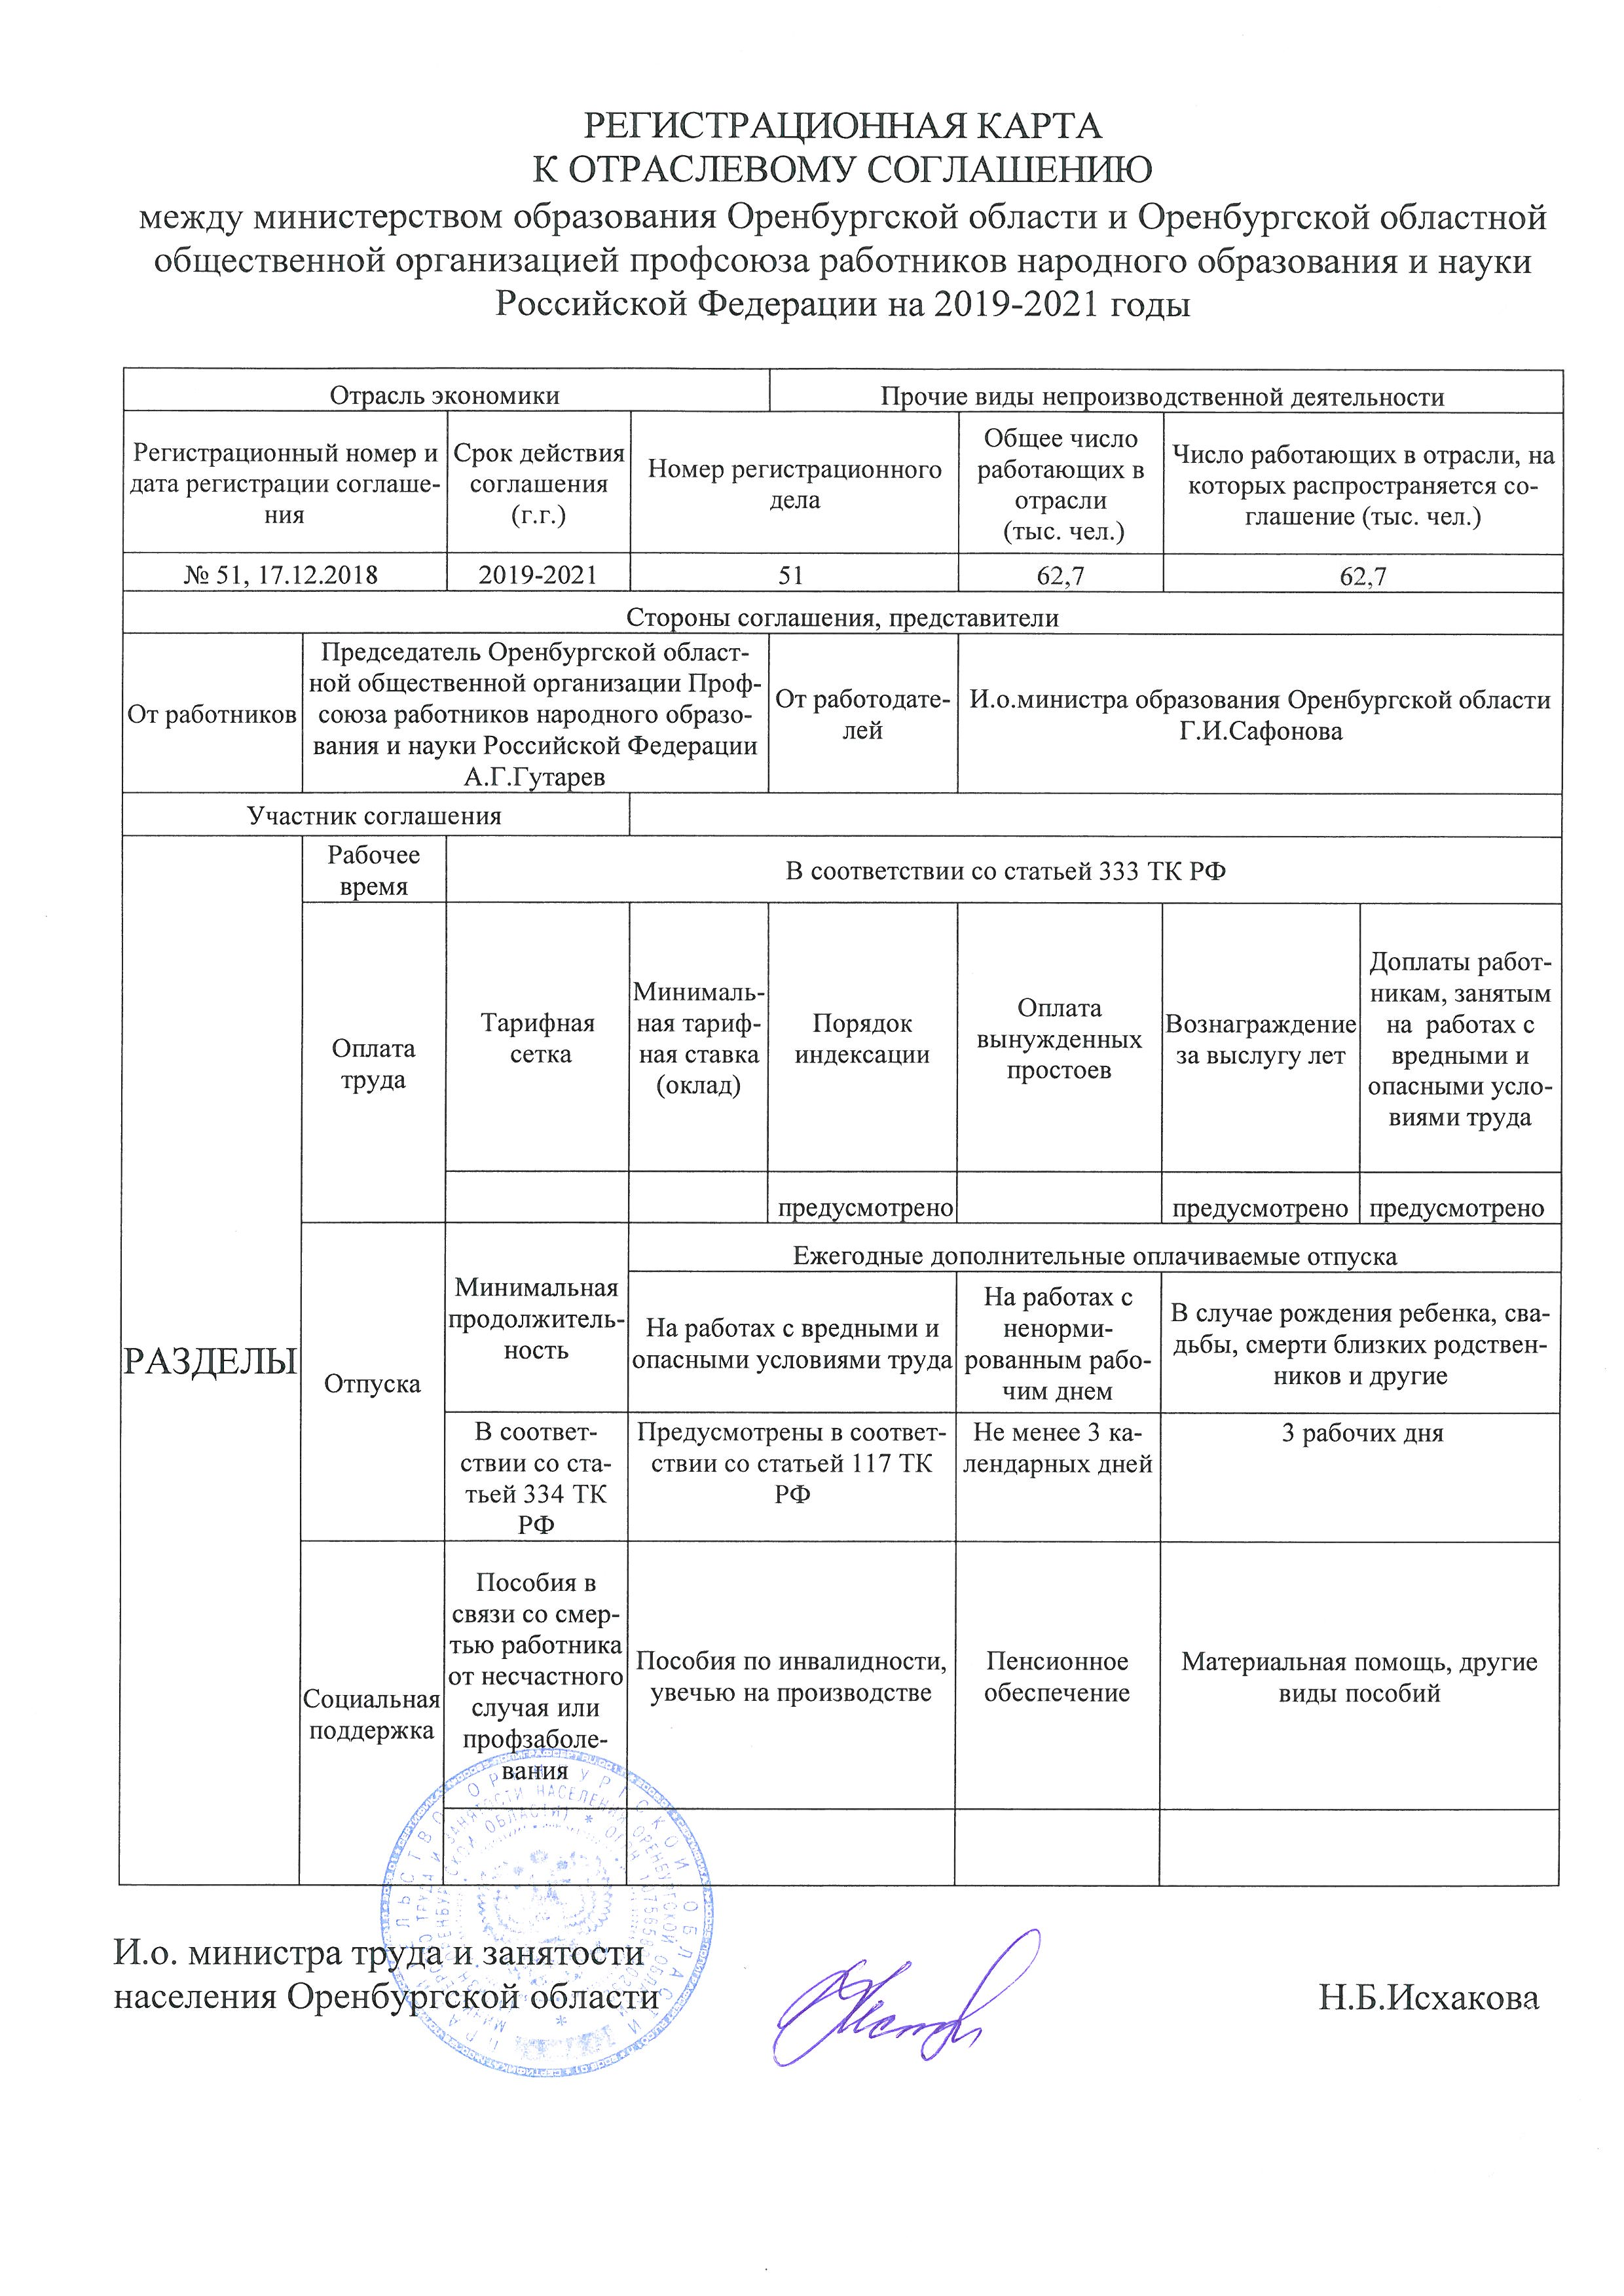 РЕГИСТРАЦИОННАЯ КАРТА
К ОТРАСЛЕВОМУ СОГЛАШЕНИЮ
между министерством образования Оренбургской области и Оренбургской областной
общественной организацией профсоюза работников народного образования и науки
Российской Федерации на 2019-2021 годы
Отрасль экономики
Прочие виды непроизводственной деятельности
Регистрационный номер и
дата регистрации соглаше-
ния
Срок действия
соглашения
(г.г.)
Номер регистрационного
дела
Общее число
работающих в
отрасли
(тыс. чел.)
Число работающих в отрасли, на
которых распространяется со-
глашение (тыс. чел.)
№ 51, 17.12.2018
2019-2021
51
62,7
62,7
Стороны соглашения, представители
От работников
Председатель Оренбургской област-
ной общественной организации Проф-
союза работников народного образо-
вания и науки Российской Федерации
А.Г.Гутарев
От работодате-
лей
И.о.министра образования Оренбургской области
Г.И.Сафонова
Участник соглашения
РАЗДЕЛЫ
Рабочее
время
В соответствии со статьей 333 ТК РФ
Оплата
труда
Тарифная
сетка
Минималь-
ная тариф-
ная ставка
(оклад)
Порядок
индексации
Оплата
вынужденных
простоев
Вознаграждение
за выслугу лет
Доплаты работ-
никам, занятым
на работах с
вредными и
опасными усло-
виями труда
предусмотрено
предусмотрено
предусмотрено
Отпуска
Минимальная
продолжитель-
ность
Ежегодные дополнительные оплачиваемые отпуска
На работах с вредными и
опасными условиями труда
На работах с
ненорми-
рованным рабо-
чим днем
В случае рождения ребенка, сва-
дьбы, смерти близких родствен-
ников и другие
В соответ-
ствии со ста-
тьей 334 ТК
РФ
Предусмотрены в соответ-
ствии со статьей 117 ТК
РФ
Не менее 3 ка-
лендарных дней
3 рабочих дня
Социальная
поддержка
Пособия в
связи со смер-
тью работника
от несчастного
случая или
профзаболе-
вания
Пособия по инвалидности,
увечью на производстве
Пенсионное
обеспечение
Материальная помощь, другие
виды пособий
И.о. министра труда и занятости
населения Оренбургской области
Н.Б.Исхакова